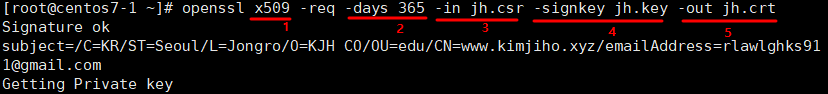 [root@centos7-1 ~]# openssl x509 -req -days 365 -in jh.csr -signkey jh.key -out jh.crt
1 2 3 4 5
Signature ok
subject=/C=KR/ST=Seoul/L=Jongro/O=KJH CO/OU=edu/CN=www.kimjiho.xyz/emailAddress=rlawlghks91
1@gmail.com
Getting Private key